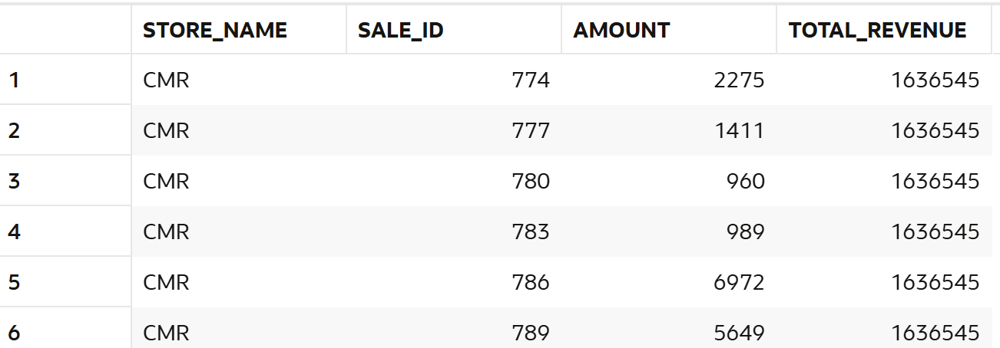 STORE_NAME SALE_ID AMOUNT TOTAL_REVENUE
1 CMR 774 2275 1636545
2 CMR 777 1411 1636545
3 CMR 780 960 1636545
4 CMR 783 989 1636545
5 CMR 786 6972 1636545
6 CMR 789 5649 1636545